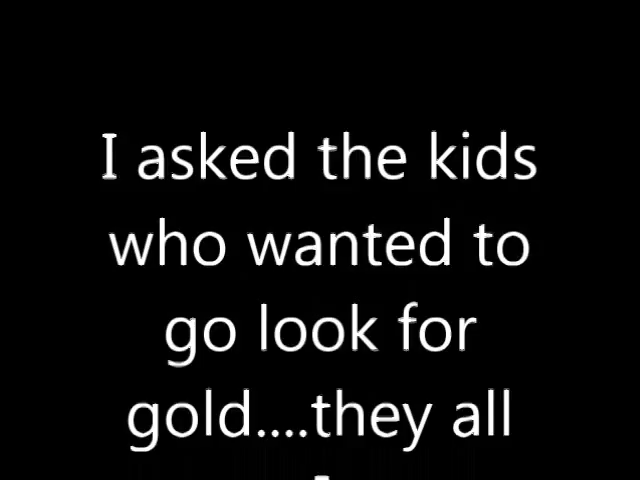 I asked the kids
who wanted to
go look for
gold....they all